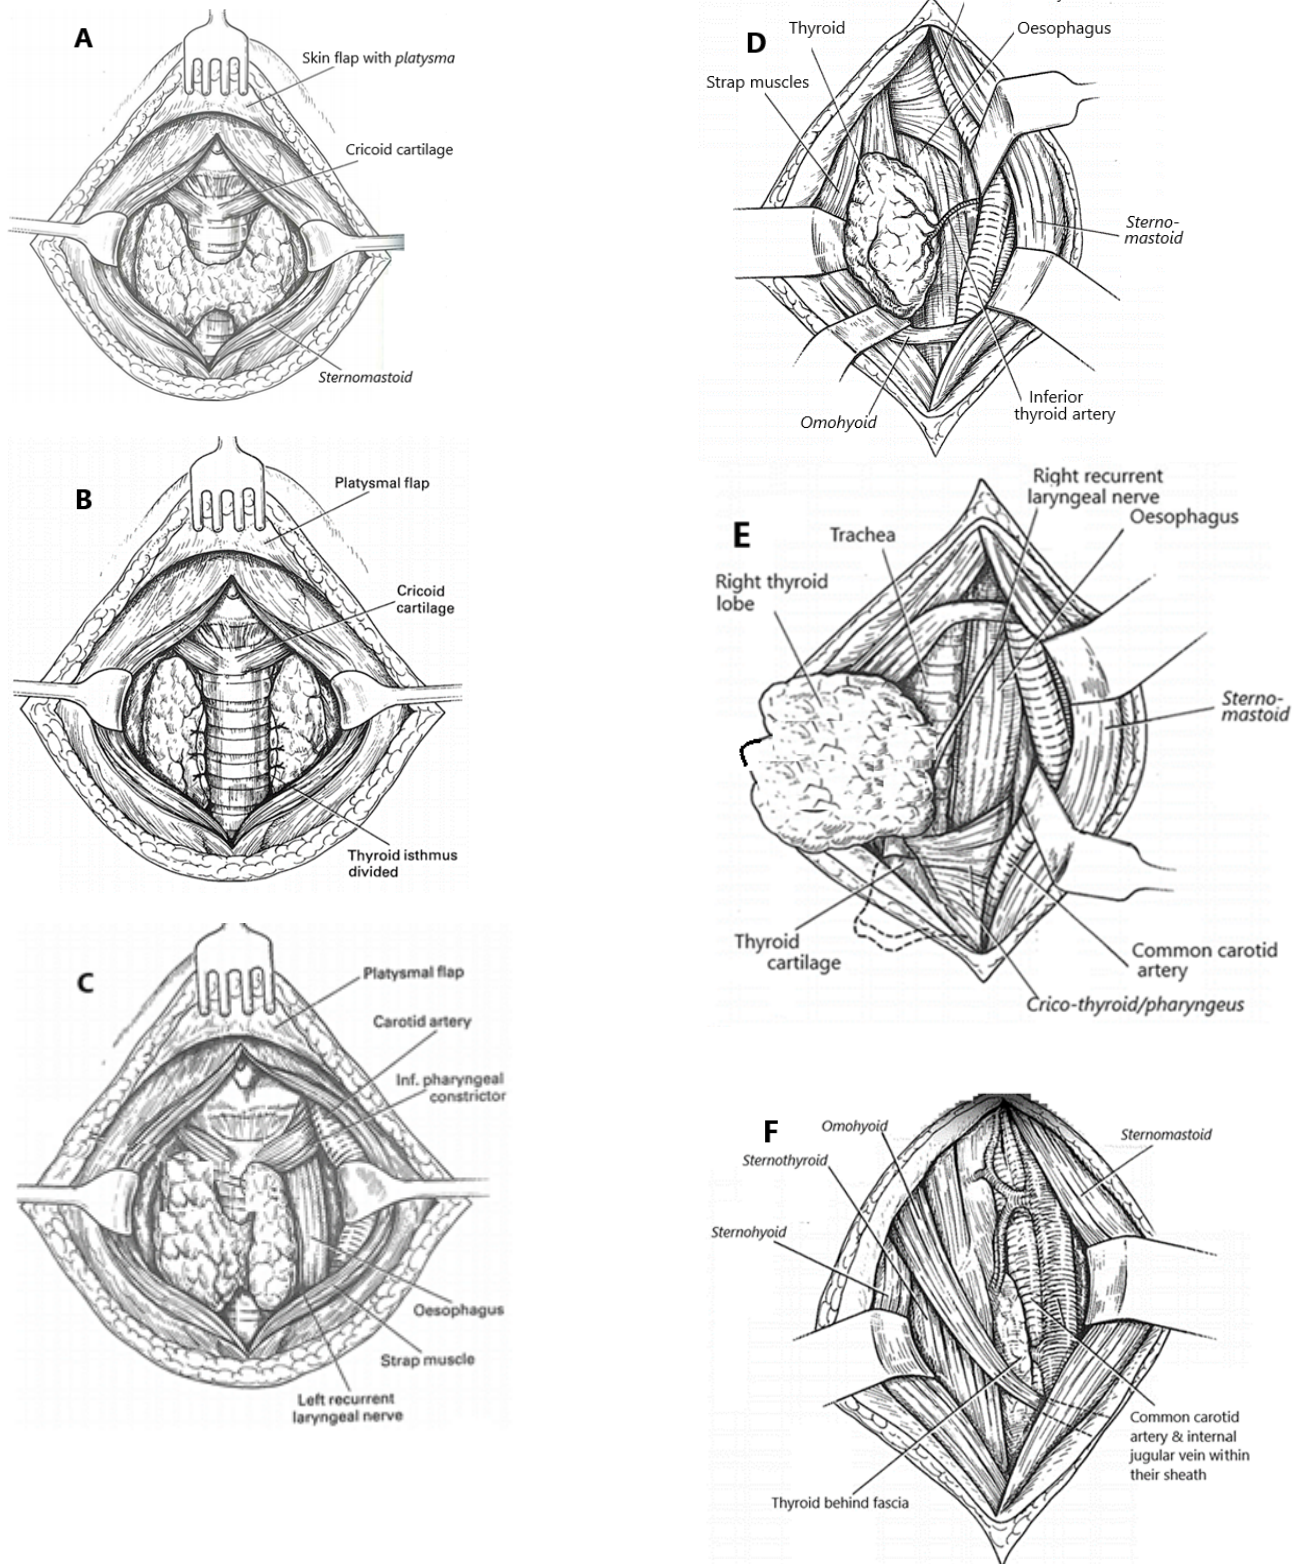 A
Skin flap with platysma
Cricoid cartilage
Sternomastoid
B
Platysmal flap
Cricoid
cartilage
Thyroid isthmus
divided
C
Platysmal flap
Carotid artery
Inf. pharyngeal
constrictor
Oesophagus
Strap muscle
Left recurrent
laryngeal nerve
D
Thyroid
Oesophagus
Strap muscles
Sterno-
mastoid
Inferior
thyroid artery
Omohyoid
E
Right recurrent
laryngeal nerve
Oesophagus
Trachea
Right thyroid
lobe
Sterno-
mastoid
Thyroid
cartilage
Common carotid
artery
Crico-thyroid/pharyngeus
F
Omohyoid
Sternomastoid
Sternothyroid
Sternohyoid
Common carotid
artery & internal
jugular vein within
their sheath
Thyroid behind fascia